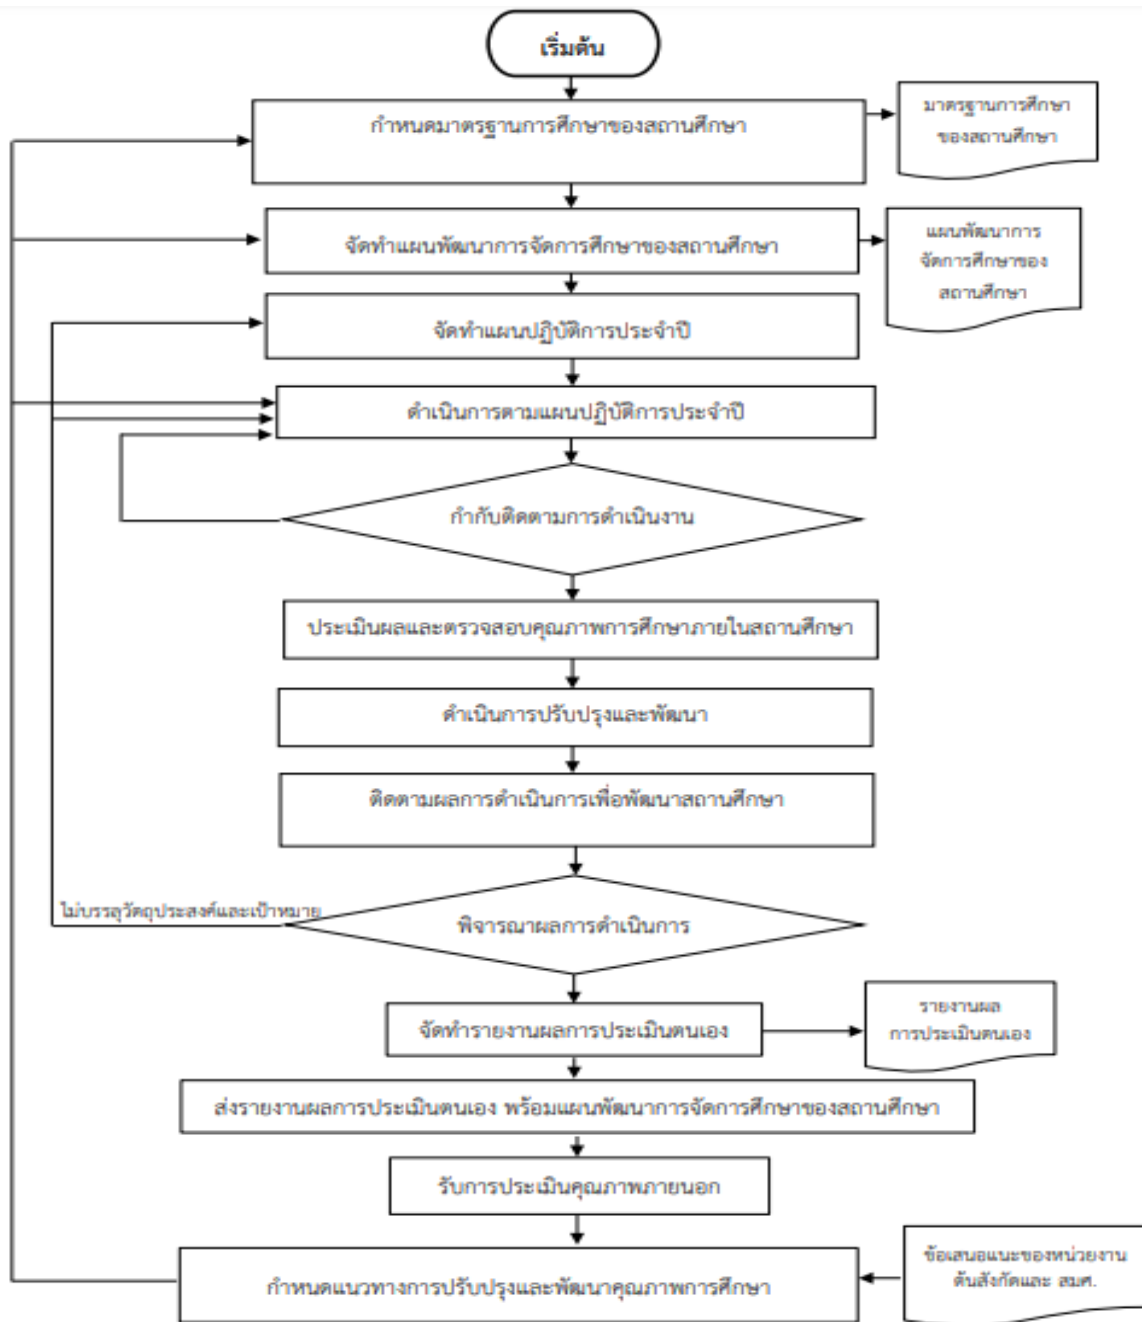 เริ่มต้น
กำหนดมาตรฐานการศึกษาของสถานศึกษา
มาตรฐานการศึกษา
ของสถานศึกษา
จัดทำแผนพัฒนาการจัดการศึกษาของสถานศึกษา
แผนพัฒนาการ
จัดการศึกษาของ
สถานศึกษา
จัดทำแผนปฏิบัติการประจำปี
ดำเนินการตามแผนปฏิบัติการประจำปี
กำกับติดตามการดำเนินงาน
ประเมินผลและตรวจสอบคุณภาพการศึกษาภายในสถานศึกษา
ดำเนินการปรับปรุงและพัฒนา
ติดตามผลการดำเนินการเพื่อพัฒนาสถานศึกษา
ไม่บรรลุวัตถุประสงค์และเป้าหมาย
พิจารณาผลการดำเนินการ
จัดทำรายงานผลการประเมินตนเอง
รายงานผล
การประเมินตนเอง
ส่งรายงานผลการประเมินตนเอง พร้อมแผนพัฒนาการจัดการศึกษาของสถานศึกษา
รับการประเมินคุณภาพภายนอก
กำหนดแนวทางการปรับปรุงและพัฒนาคุณภาพการศึกษา
ข้อเสนอแนะของหน่วยงาน
ต้นสังกัดและ สมศ.